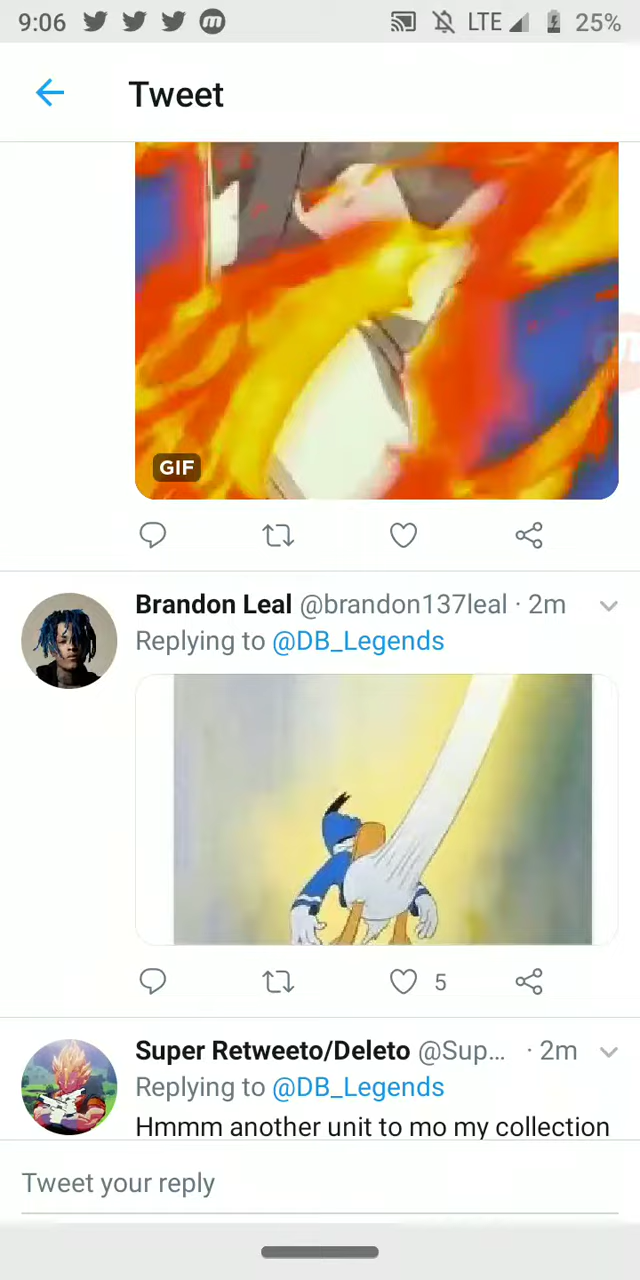 9:06 LTE 25%
Tweet
GIF
Brandon Leal @brandon137leal · 2m
Replying to @DB_Legends
5
Super Retweeto/Deleto @Sup... · 2m
Replying to @DB_Legends
Hmmm another unit to mo my collection
Tweet your reply